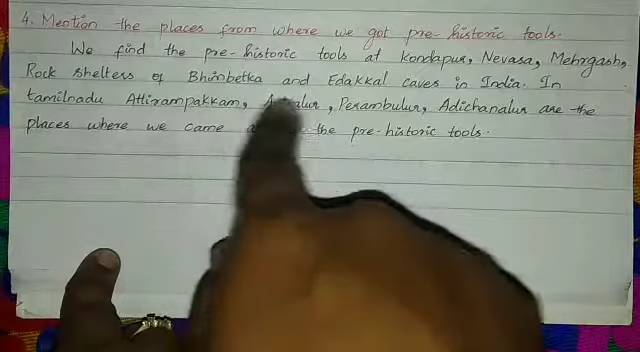 4. Mention the places from where we got pre-historic tools.
We find the pre-historic tools at Kondapur, Nevasa, Mehrgash,
Rock shelters of Bhimbetka and Edakkal caves in India. In
tamilnadu Attirampakkam, , Perambulur, Adichanalur are the
places where we came the pre-historic tools.